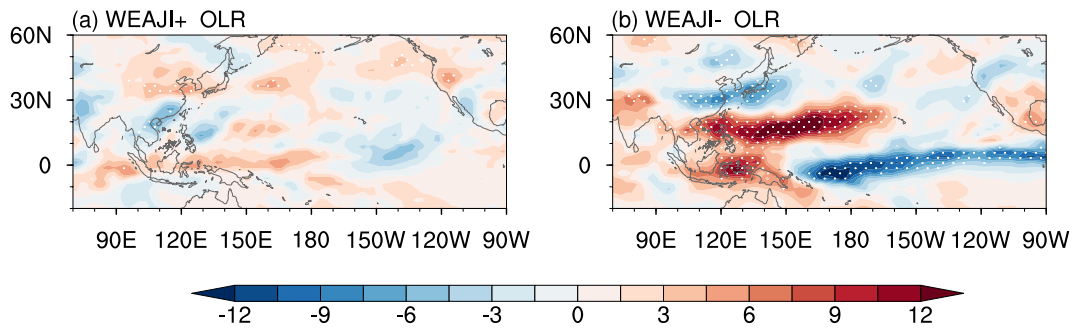 (a) WEAJI+ OLR
(b) WEAJI- OLR
60N
30N
0
90E 120E 150E 180 150W 120W 90W
60N
30N
0
90E 120E 150E 180 150W 120W 90W
-12 -9 -6 -3 0 3 6 9 12